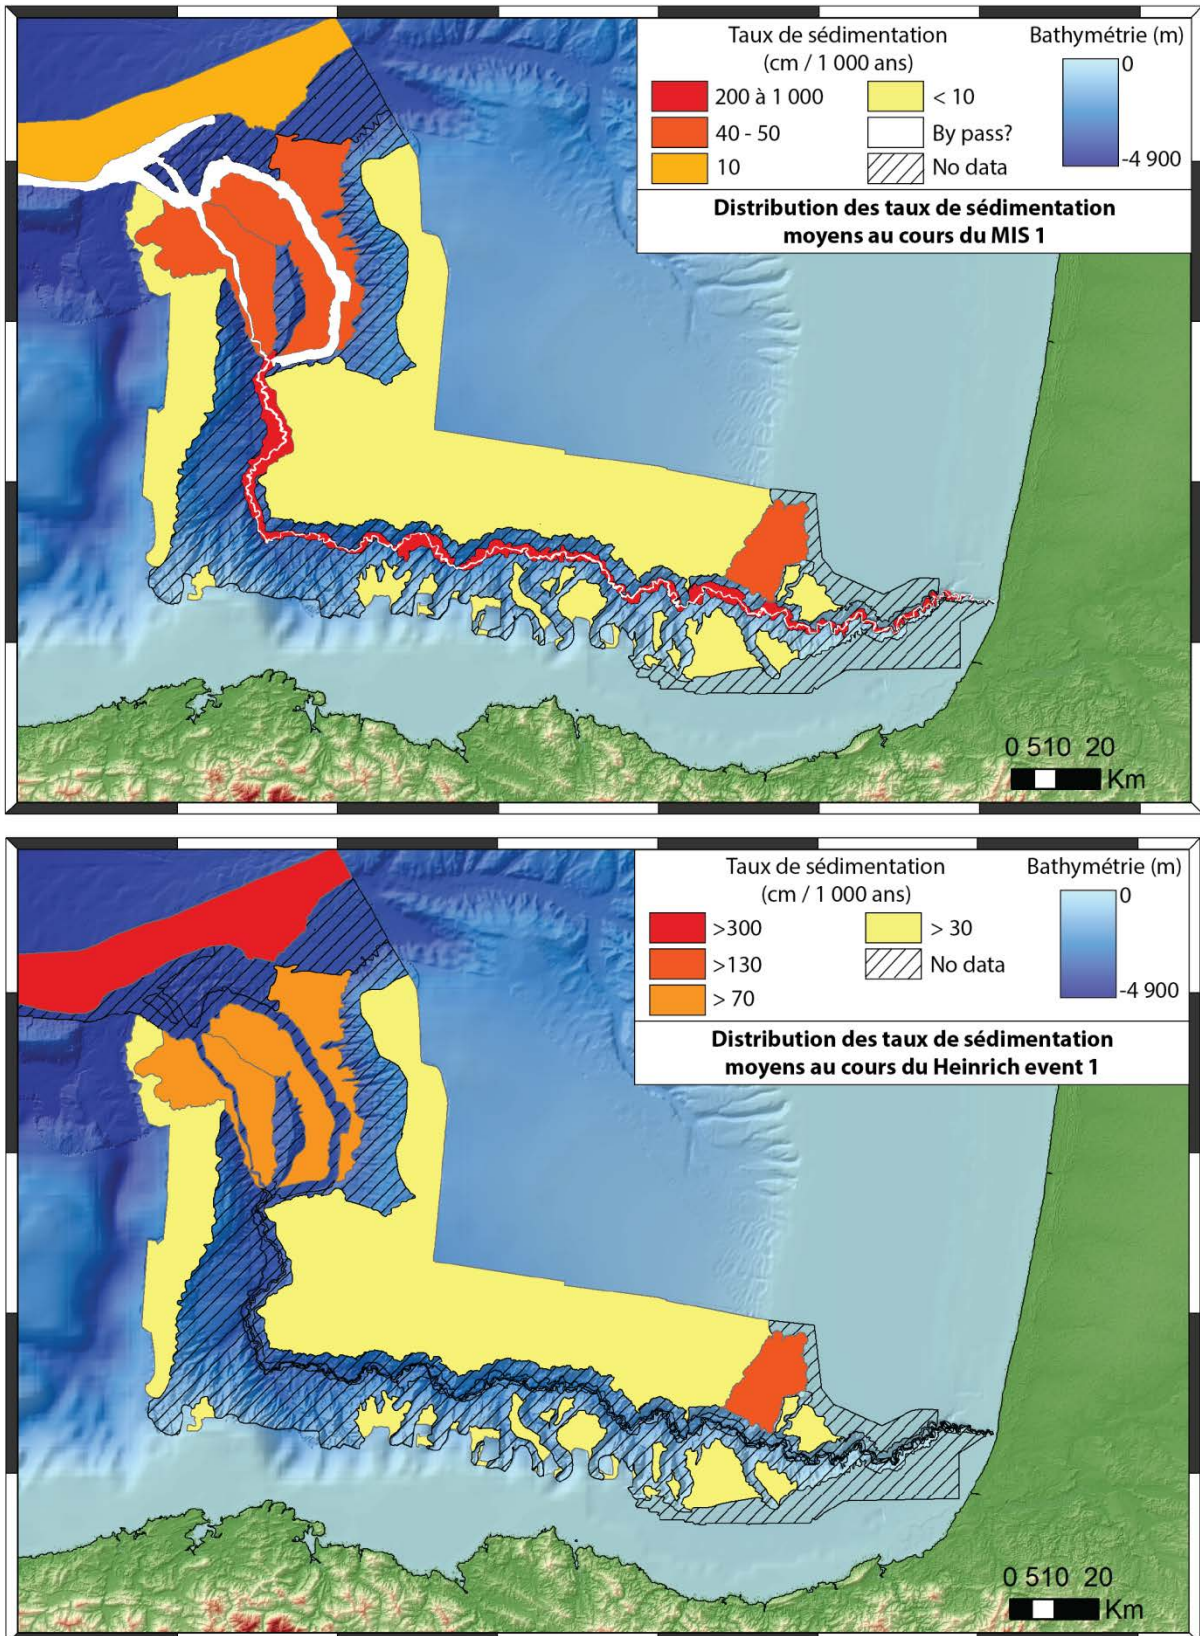 Taux de sédimentation
(cm / 1 000 ans)
Bathymétrie (m)
200 à 1 000
< 10
0
40 - 50
By pass?
10
No data
-4 900
Distribution des taux de sédimentation
moyens au cours du MIS 1
0 510 20
Km
Taux de sédimentation
(cm / 1 000 ans)
Bathymétrie (m)
>300
> 30
0
>130
No data
> 70
-4 900
Distribution des taux de sédimentation
moyens au cours du Heinrich event 1
0 510 20
Km